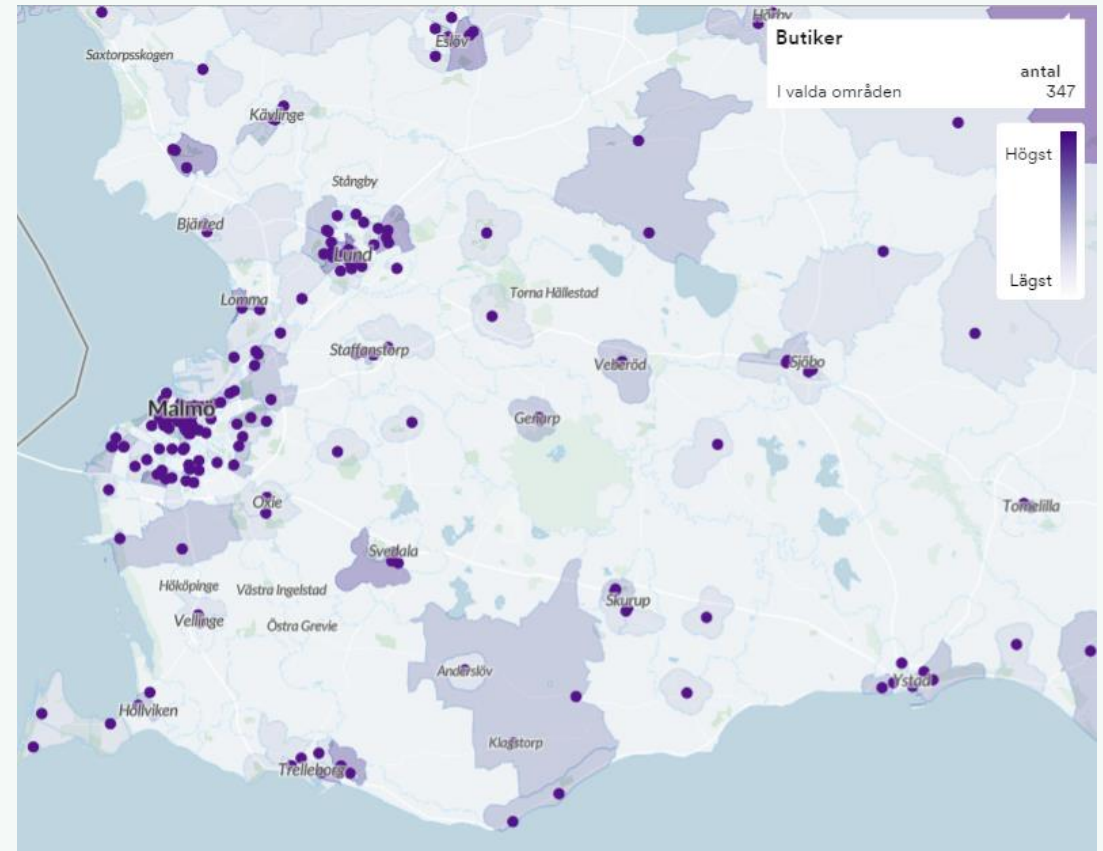 Hörby
Butiker
antal
I valda områden 347
Högst
Lägst
Saxtorpsskogen
Eslöv
Kävlinge
Stångby
Bjärred
Lund
Lomma
Torna Hällestad
Staffanstorp
Veberöd
Sjöbo
Malmö
Genarp
Oxie
Tomelilla
Svedala
Hököpinge
Västra Ingelstad
Skurup
Vellinge
Östra Grevie
Anderslöv
Ystad
Höllviken
Klagstorp
Trelleborg